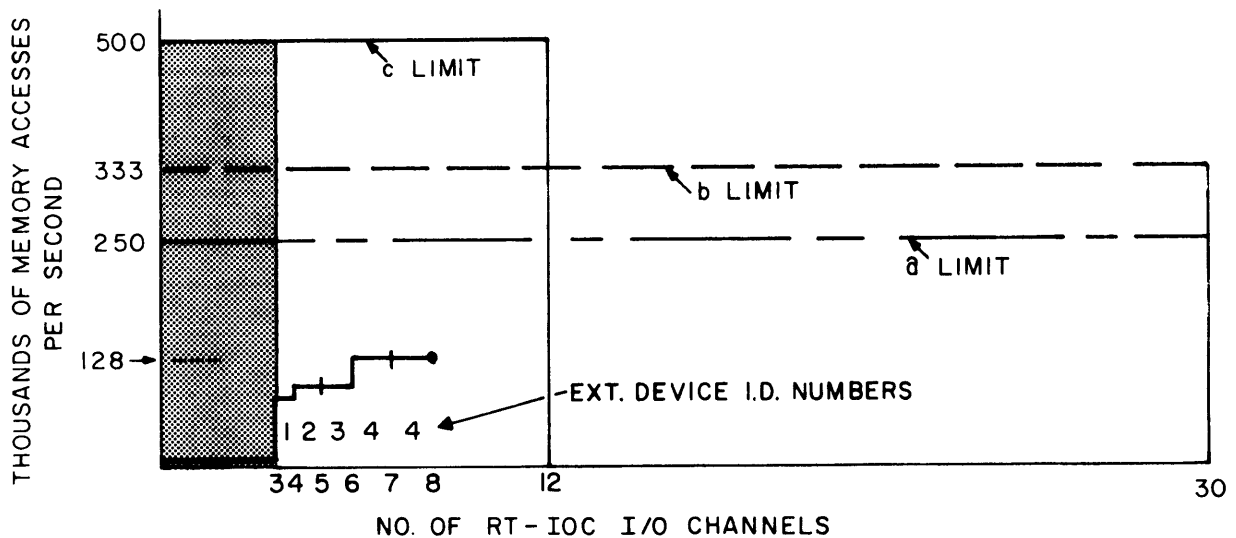 THOUSANDS OF MEMORY ACCESSES
PER SECOND
500
c LIMIT
333
b LIMIT
250
a LIMIT
128
EXT. DEVICE I.D. NUMBERS
1 2 3 4 4
3 4 5 6 7 8 12 30
NO. OF RT-IOC I/O CHANNELS